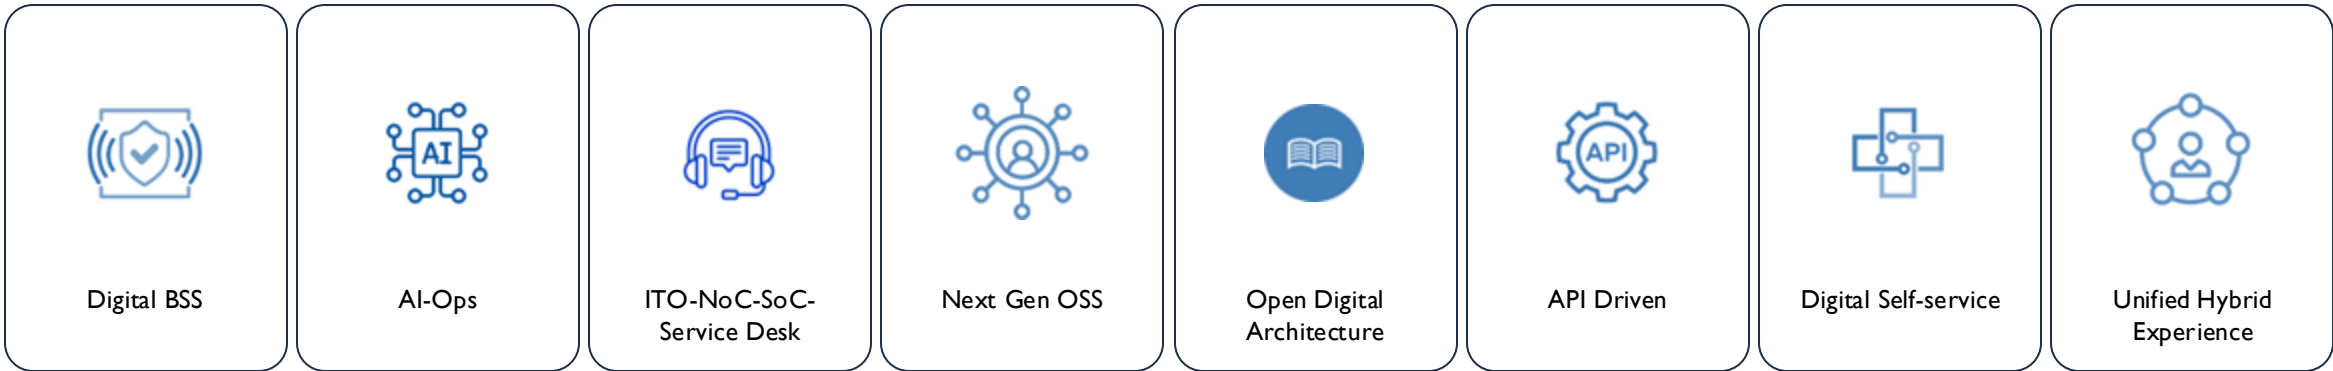 AI
API
Digital BSS
AI-Ops
ITO-NoC-SoC-
Service Desk
Next Gen OSS
Open Digital
Architecture
API Driven
Digital Self-service
Unified Hybrid
Experience